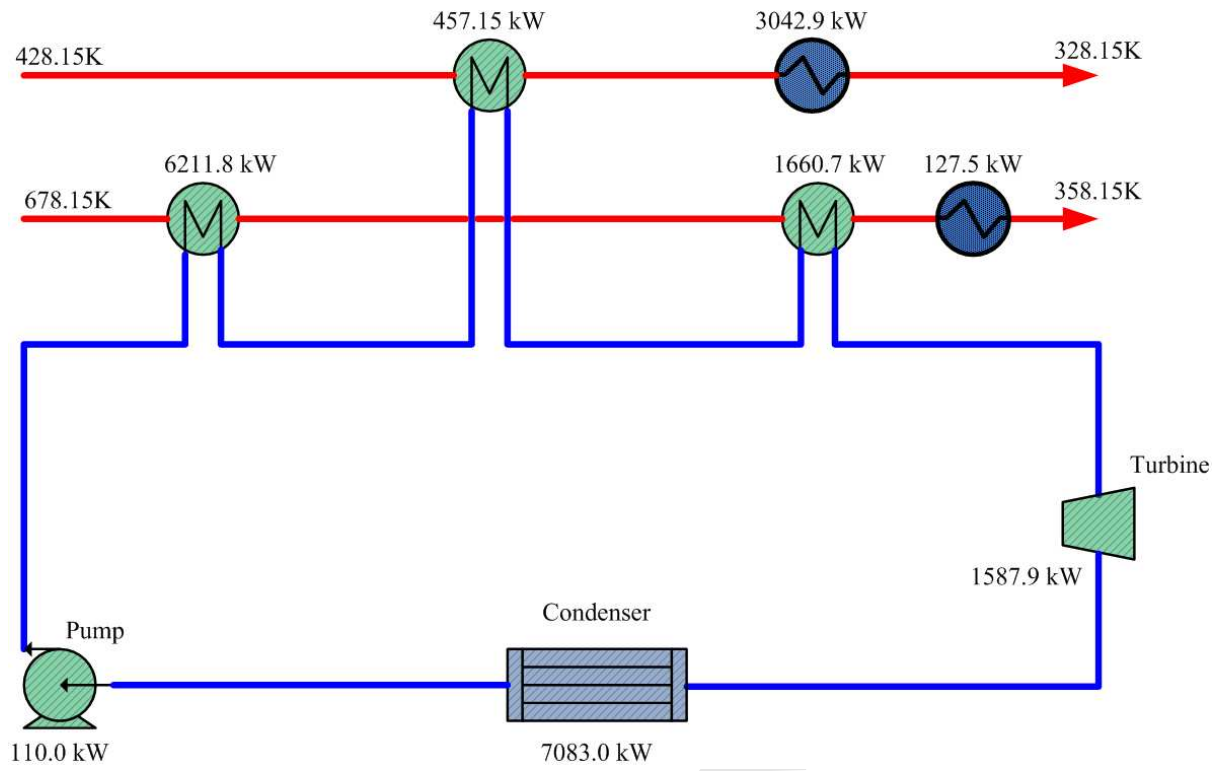 457.15 kW
3042.9 kW
428.15K
328.15K
6211.8 kW
1660.7 kW
127.5 kW
678.15K
358.15K
Turbine
1587.9 kW
Condenser
Pump
110.0 kW
7083.0 kW